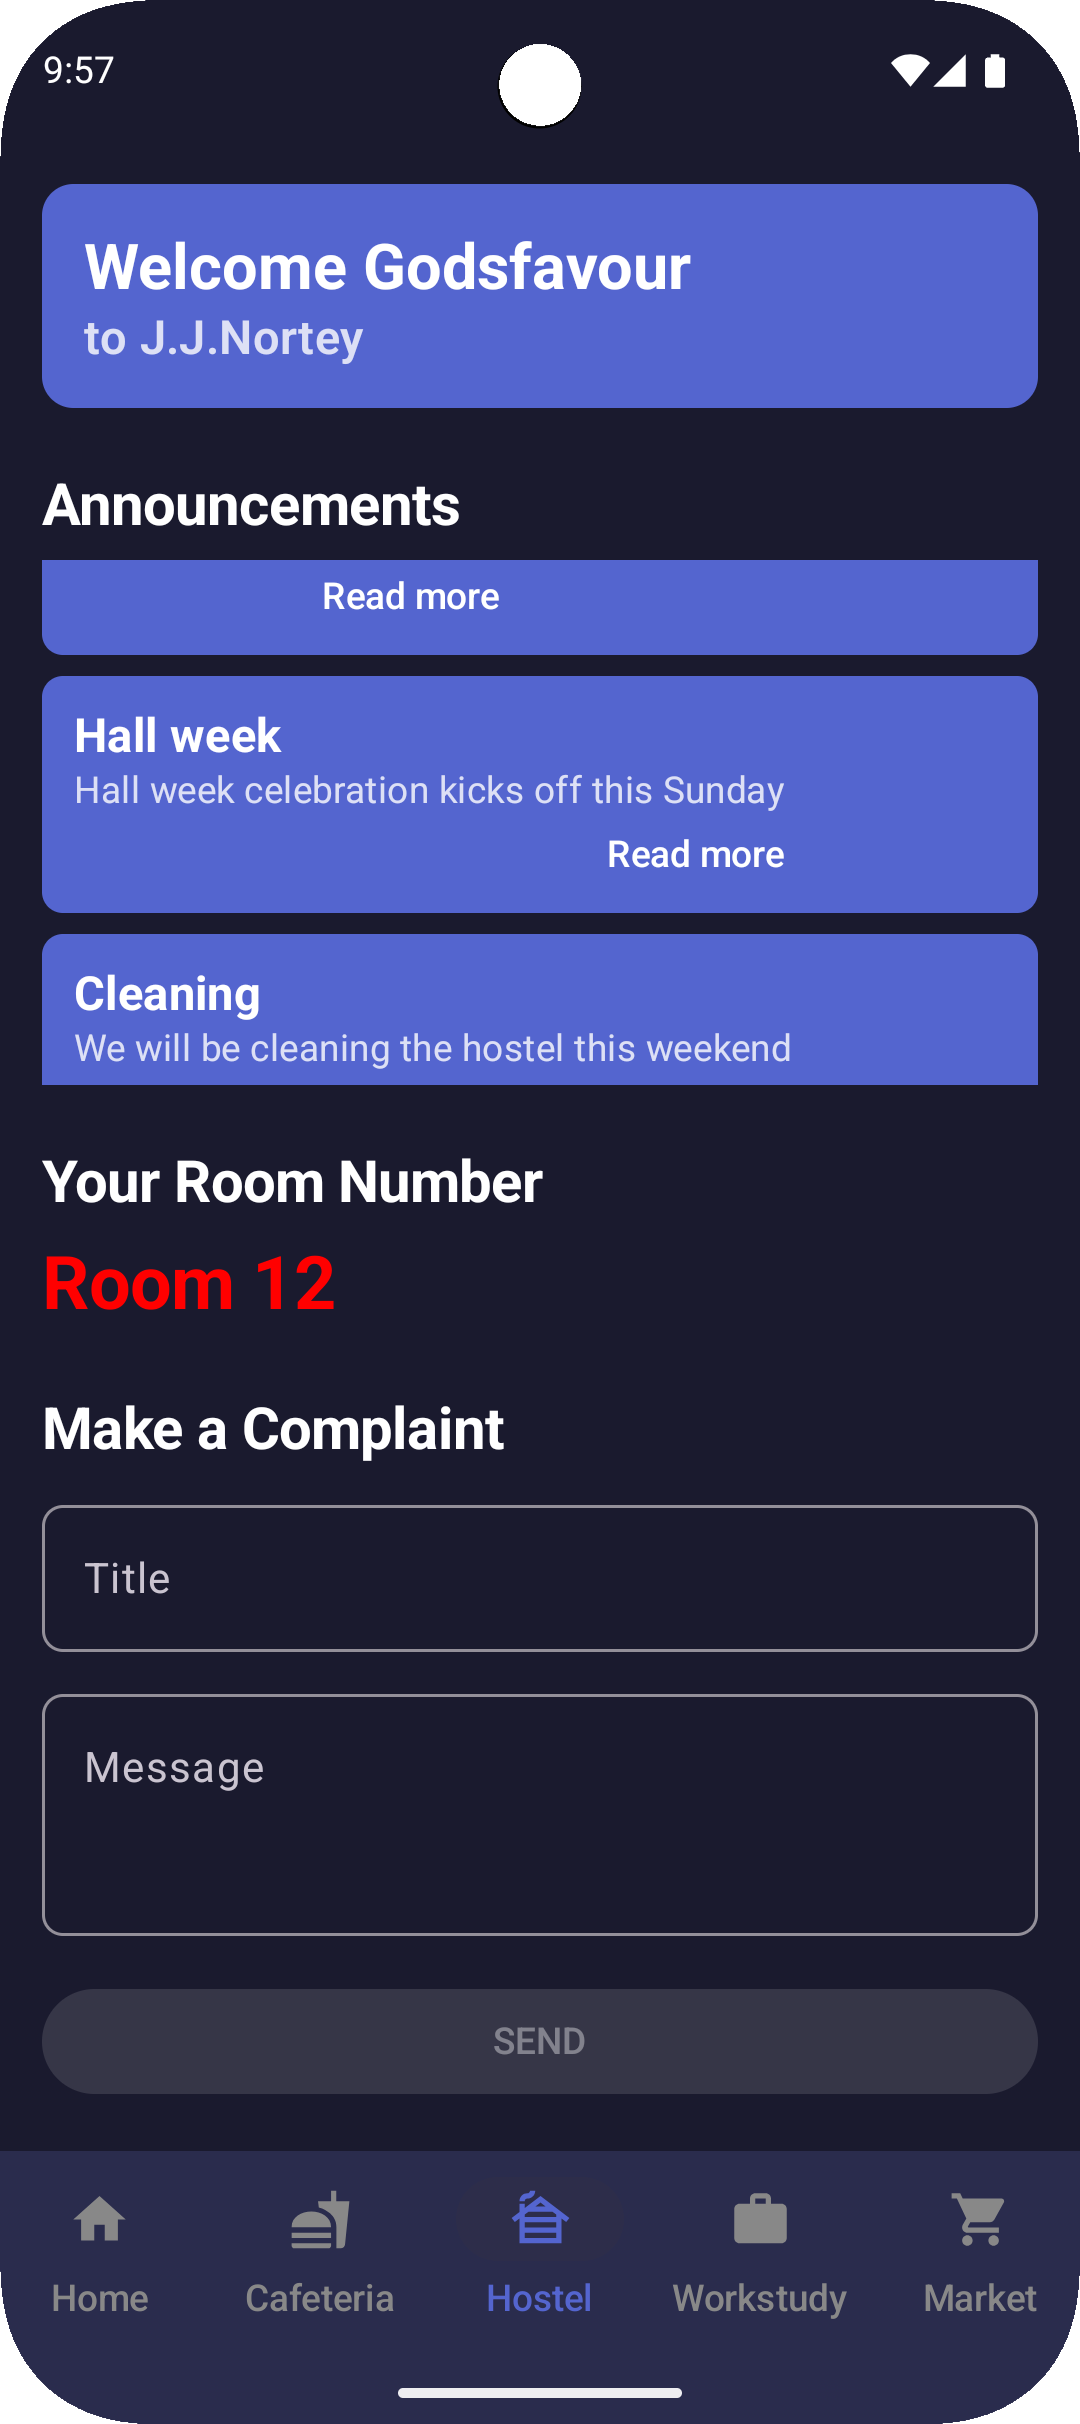 9:57
Welcome Godsfavour
to J.J.Nortey
Announcements
Read more
Hall week
Hall week celebration kicks off this Sunday
Read more
Cleaning
We will be cleaning the hostel this weekend
Your Room Number
Room 12
Make a Complaint
Title
Message
SEND
Home Cafeteria Hostel Workstudy Market